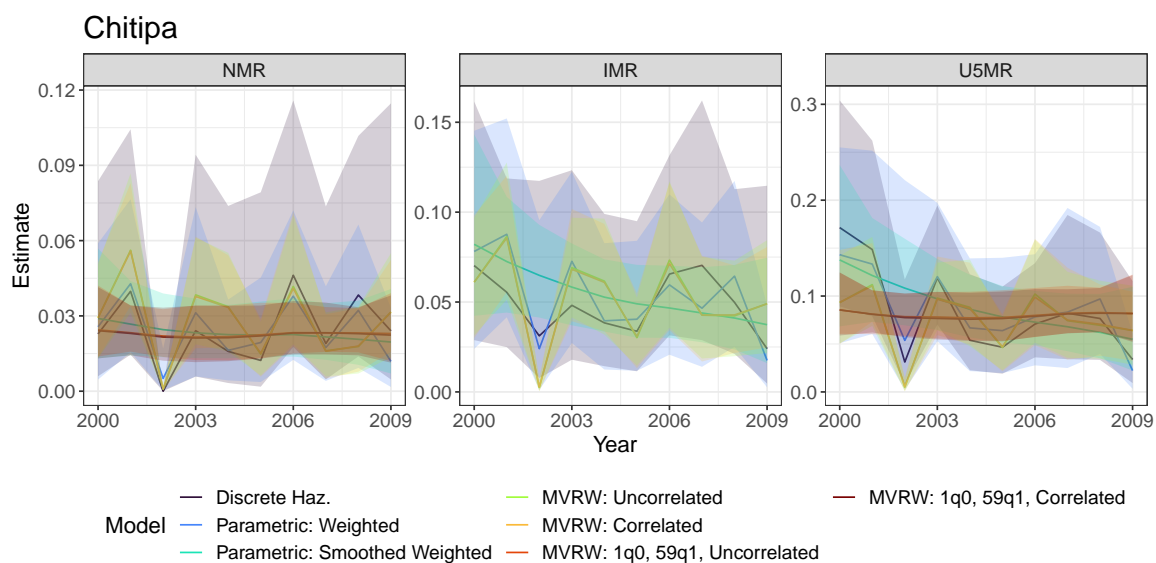 Chitipa
NMR IMR U5MR
0.12
0.09
0.06
0.03
0.00
0.15
0.10
0.05
0.00
0.3
0.2
0.1
0.0
Estimate
2000 2003 2006 2009 2000 2003 2006 2009 2000 2003 2006 2009
Year
Model
Discrete Haz.
Parametric: Weighted
Parametric: Smoothed Weighted
MVRW: Uncorrelated
MVRW: Correlated
MVRW: 1q0, 59q1, Uncorrelated
MVRW: 1q0, 59q1, Correlated